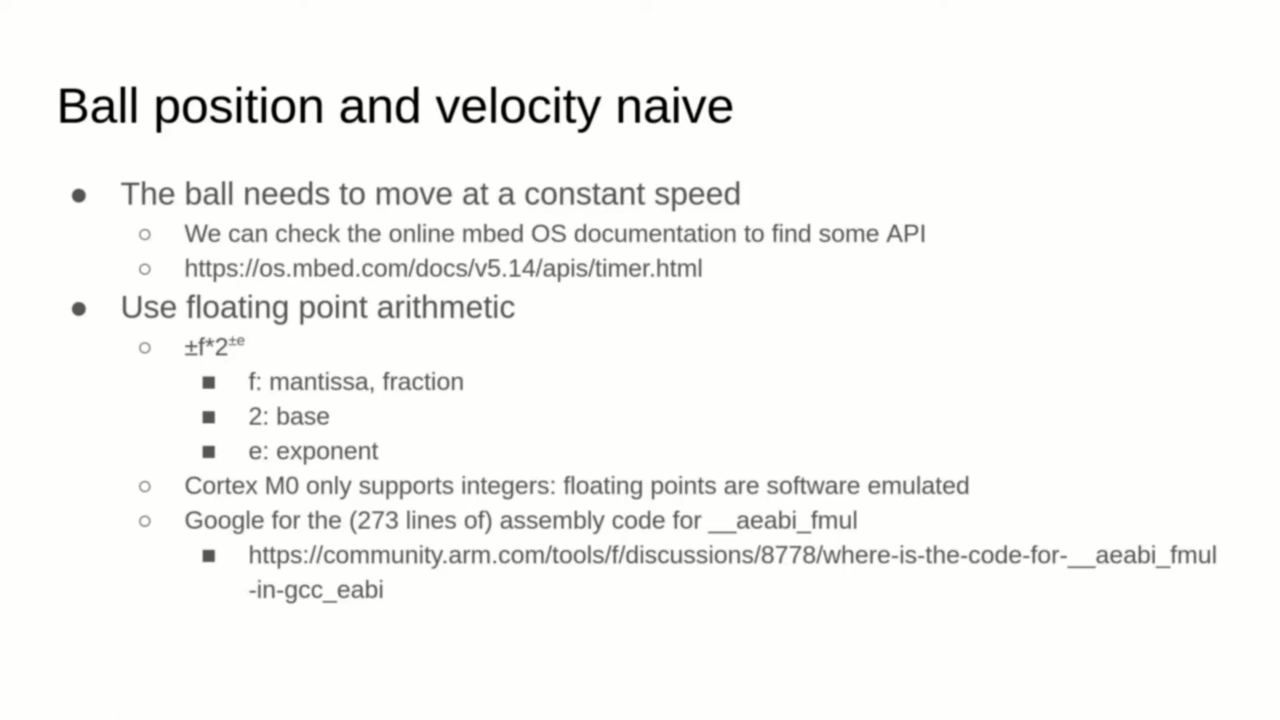 Ball position and velocity naive
● The ball needs to move at a constant speed
○ We can check the online mbed OS documentation to find some API
○ https://os.mbed.com/docs/v5.14/apis/timer.html
● Use floating point arithmetic
○ ±f*2±e
■ f: mantissa, fraction
■ 2: base
■ e: exponent
○ Cortex M0 only supports integers: floating points are software emulated
○ Google for the (273 lines of) assembly code for __aeabi_fmul
■ https://community.arm.com/tools/f/discussions/8778/where-is-the-code-for-__aeabi_fmul
-in-gcc_eabi